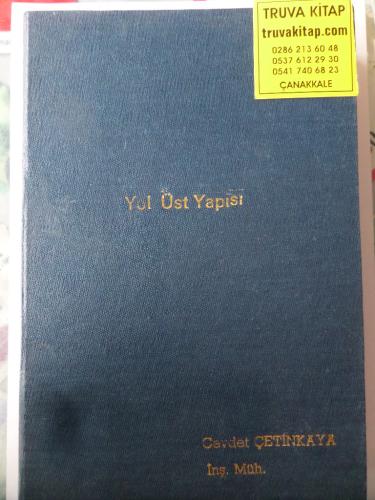 TRUVA KİTAP
truvakitap.com
0286 213 60 48
0537 612 29 30
0541 740 68 23
ÇANAKKALE
Yol Üst Yapısı
Cevdet ÇETİNKAYA
İnş. Müh.